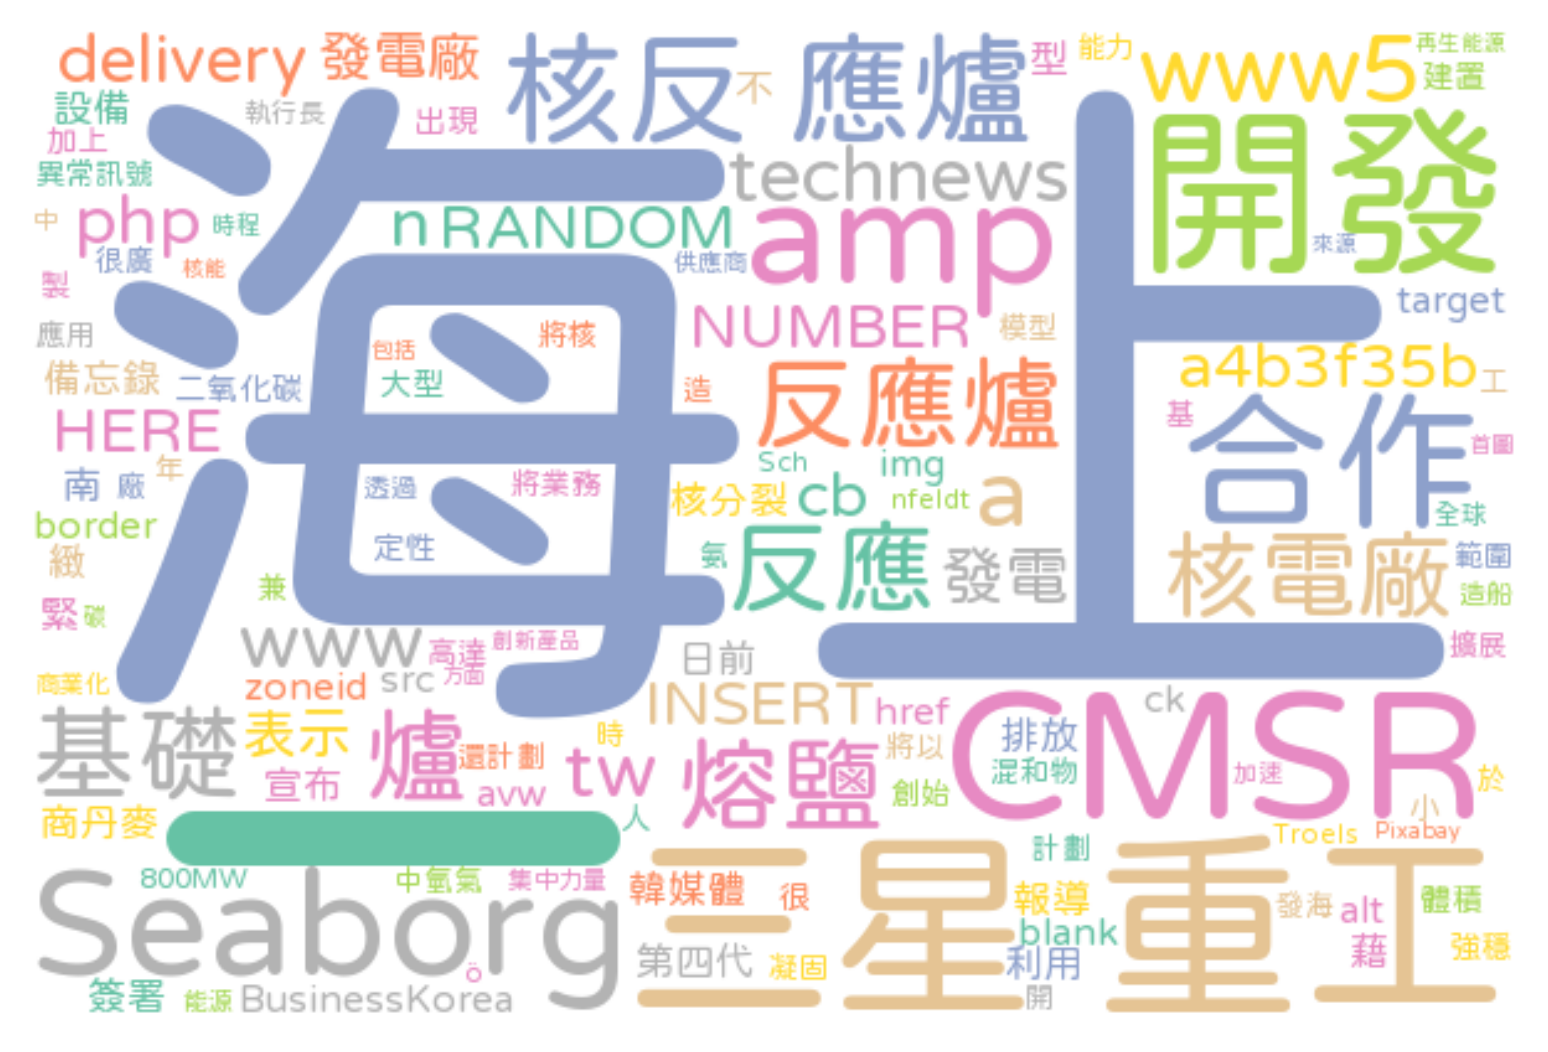 delivery 發電廠 核反應爐 不 型 能力 www5 再生能源
設備 執行長 出現 建置
加上
異常訊號 technews 開發
中 php 時程 n RANDOM amp
很廣 核能 供應商 來源
製 海上 target
應用 將核 NUMBER 模型
包括
備忘錄 二氧化碳 大型 造 反應爐 a4b3f35b 工
HERE 基 合作 首圖
年 Sch img
南 廠 透過 將業務 核分裂 cb nfeldt a
border 全球
緻 定性 氨 反應 發電 核電廠 範圍
兼 造船
緊 碳
www 高達 創新產品 日前 擴展
商業化 zoneid src 方面
INSERT href ck CMSR
基礎 表示 爐 還計劃 時 將以 排放
宣布 avw tw 熔鹽 創始 混和物 加速 於
商丹麥 一 人 小
計劃 Troels Pixabay
Seaborg 800MW 中氫氣 集中力量 韓媒體 很 三星重工 報導 發海 alt 體積
blank
ö 第四代 凝固 利用 藉 強穩
簽署 能源 BusinessKorea 開